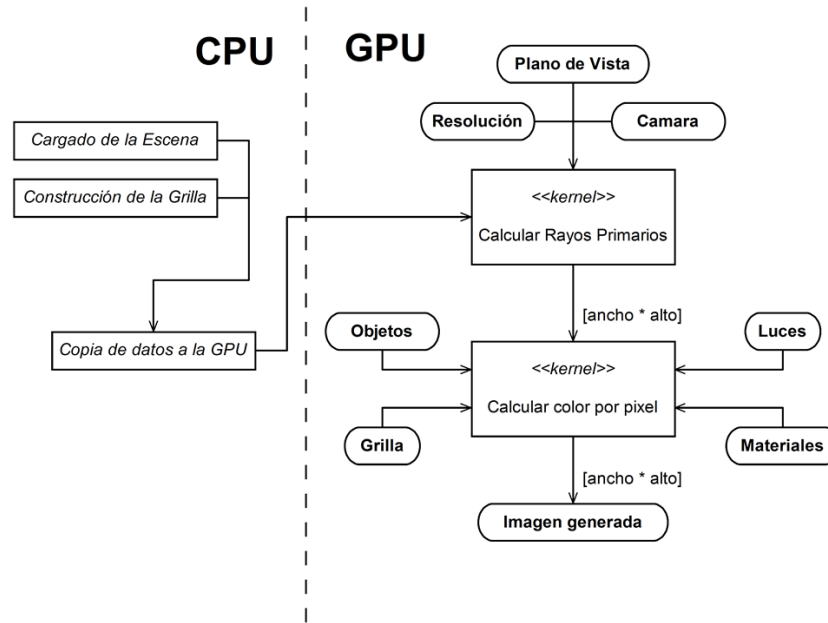 CPU
GPU
Plano de Vista
Resolución
Camara
Cargado de la Escena
Construcción de la Grilla
<<kernel>>
Calcular Rayos Primarios
[ancho * alto]
Copia de datos a la GPU
Objetos
Luces
<<kernel>>
Calcular color por pixel
Grilla
Materiales
[ancho * alto]
Imagen generada